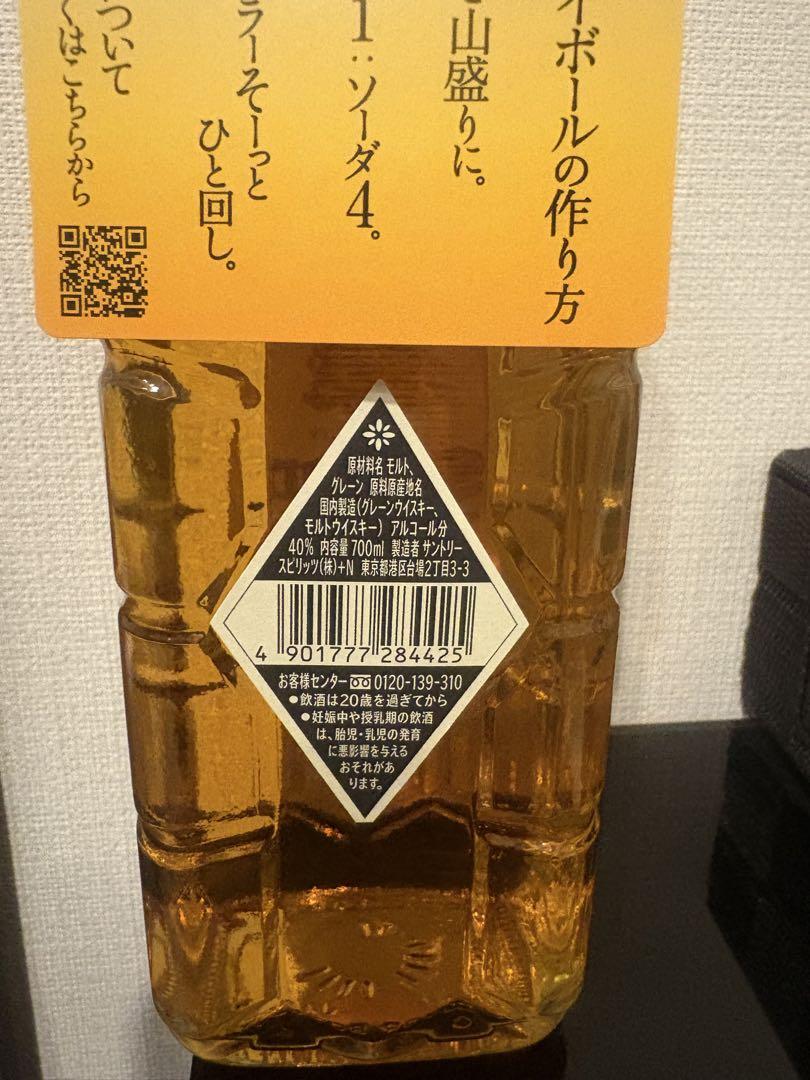 イボールの作り方
山盛りに。
1:ソーダ4。
ラーそーっと
ひと回し。
ついて
くはこちらから
原材料名 モルト、
グレーン 原料原産地名
国内製造(グレーンウイスキー、
モルトウイスキー) アルコール分
40% 内容量 700ml 製造者 サントリー
スピリッツ(株)+N 東京都港区台場2丁目3-3
4 901777 284425
お客様センター 0120-139-310
●飲酒は20歳を過ぎてから
●妊娠中や授乳期の飲酒
は、胎児・乳児の発育
に悪影響を与える
おそれがあ
ります。